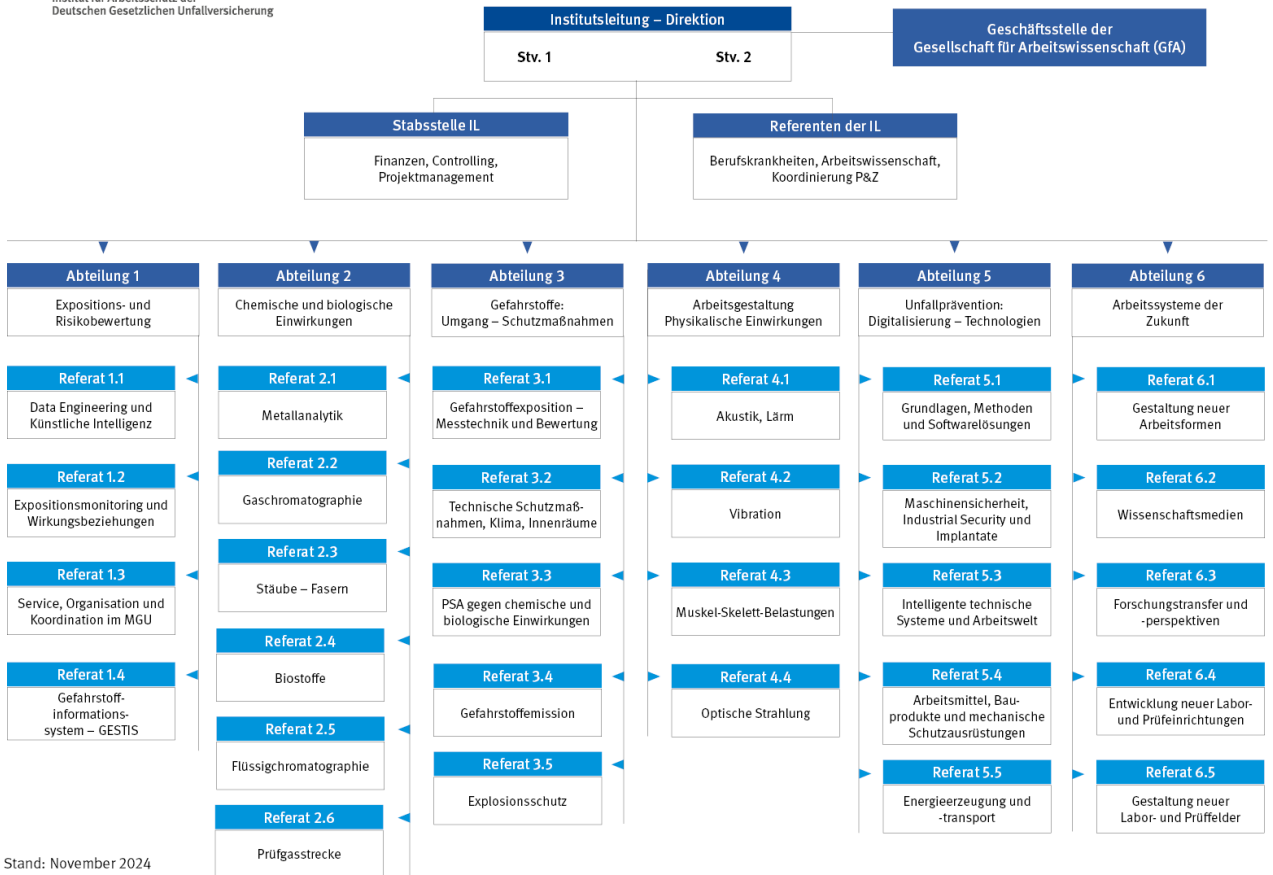 Institut für Arbeitsschutz der
Deutschen Gesetzlichen Unfallversicherung
Institutsleitung – Direktion
Stv. 1
Stv. 2
Geschäftsstelle der
Gesellschaft für Arbeitswissenschaft (GfA)
Stabsstelle IL
Finanzen, Controlling,
Projektmanagement
Referenten der IL
Berufskrankheiten, Arbeitswissenschaft,
Koordinierung P&Z
Abteilung 1
Expositions- und
Risikobewertung
Referat 1.1
Data Engineering und
Künstliche Intelligenz
Referat 1.2
Expositionsmonitoring und
Wirkungsbeziehungen
Referat 1.3
Service, Organisation und
Koordination im MGU
Referat 1.4
Gefahrstoff-
informations-
system – GESTIS
Abteilung 2
Chemische und biologische
Einwirkungen
Referat 2.1
Metallanalytik
Referat 2.2
Gaschromatographie
Referat 2.3
Stäube – Fasern
Referat 2.4
Biostoffe
Referat 2.5
Flüssigchromatographie
Referat 2.6
Prüfgasstrecke
Abteilung 3
Gefahrstoffe:
Umgang – Schutzmaßnahmen
Referat 3.1
Gefahrstoffexposition –
Messtechnik und Bewertung
Referat 3.2
Technische Schutzmaß-
nahmen, Klima, Innenräume
Referat 3.3
PSA gegen chemische und
biologische Einwirkungen
Referat 3.4
Gefahrstoffemission
Referat 3.5
Explosionsschutz
Abteilung 4
Arbeitsgestaltung
Physikalische Einwirkungen
Referat 4.1
Akustik, Lärm
Referat 4.2
Vibration
Referat 4.3
Muskel-Skelett-Belastungen
Referat 4.4
Optische Strahlung
Abteilung 5
Unfallprävention:
Digitalisierung – Technologien
Referat 5.1
Grundlagen, Methoden
und Softwarelösungen
Referat 5.2
Maschinensicherheit,
Industrial Security und
Implantate
Referat 5.3
Intelligente technische
Systeme und Arbeitswelt
Referat 5.4
Arbeitsmittel, Bau-
produkte und mechanische
Schutzausrüstungen
Referat 5.5
Energieerzeugung und
-transport
Abteilung 6
Arbeitssysteme der
Zukunft
Referat 6.1
Gestaltung neuer
Arbeitsformen
Referat 6.2
Wissenschaftsmedien
Referat 6.3
Forschungstransfer und
-perspektiven
Referat 6.4
Entwicklung neuer Labor-
und Prüfeinrichtungen
Referat 6.5
Gestaltung neuer
Labor- und Prüffelder
Stand: November 2024